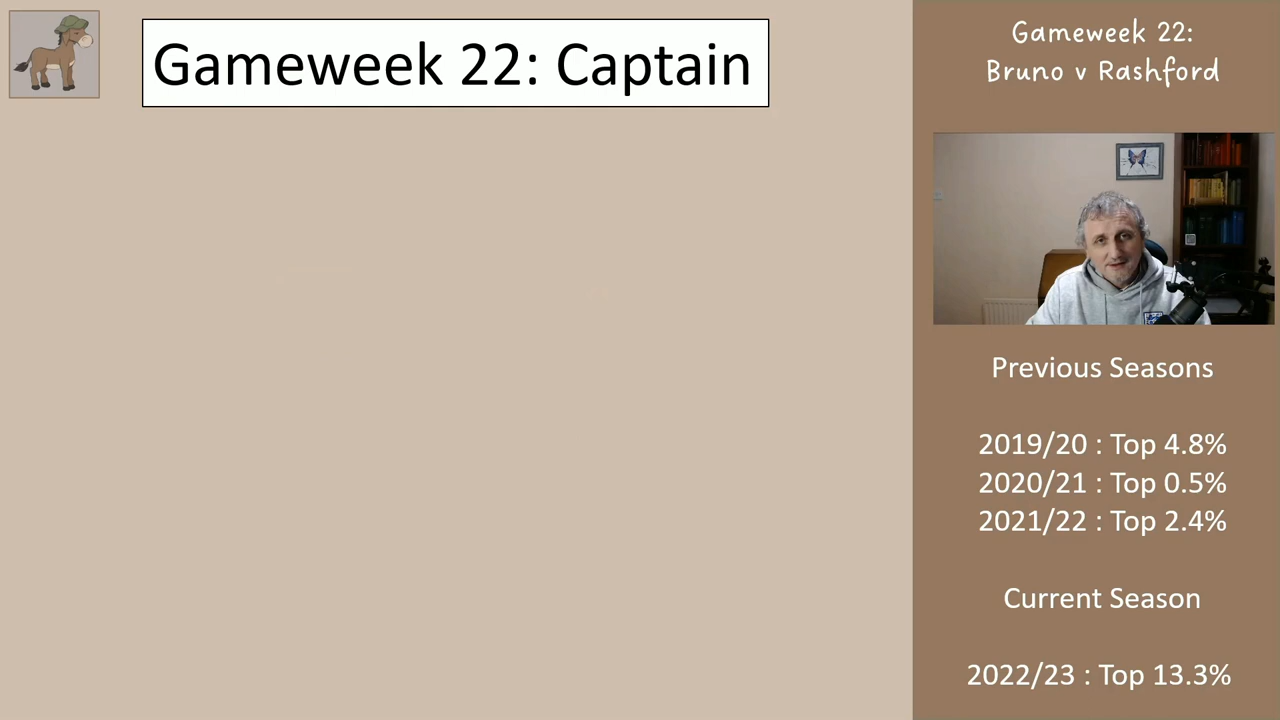 Gameweek 22: Captain
Gameweek 22:
Bruno v Rashford
Previous Seasons
2019/20 : Top 4.8%
2020/21 : Top 0.5%
2021/22 : Top 2.4%
Current Season
2022/23 : Top 13.3%